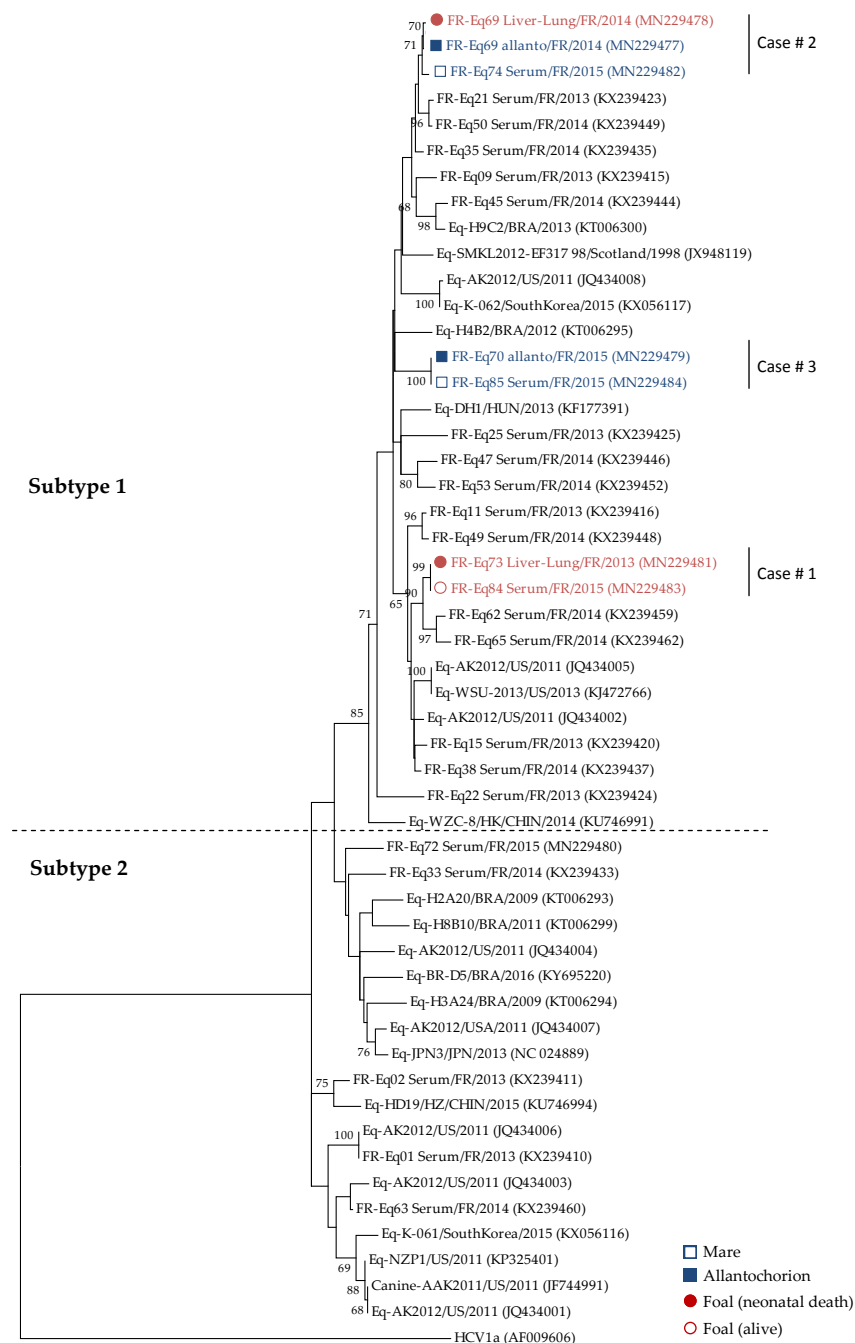 70
FR-Eq69 Liver-Lung/FR/2014 (MN229478)
71
FR-Eq69 allanto/FR/2014 (MN229477)
Case # 2
FR-Eq74 Serum/FR/2015 (MN229482)
FR-Eq21 Serum/FR/2013 (KX239423)
96
FR-Eq50 Serum/FR/2014 (KX239449)
FR-Eq35 Serum/FR/2014 (KX239435)
FR-Eq09 Serum/FR/2013 (KX239415)
68
FR-Eq45 Serum/FR/2014 (KX239444)
98
Eq-H9C2/BRA/2013 (KT006300)
Eq-SMKL2012-EF317 98/Scotland/1998 (JX948119)
Eq-AK2012/US/2011 (JQ434008)
100
Eq-K-062/SouthKorea/2015 (KX056117)
Eq-H4B2/BRA/2012 (KT006295)
FR-Eq70 allanto/FR/2015 (MN229479)
Case # 3
100
FR-Eq85 Serum/FR/2015 (MN229484)
Eq-DH1/HUN/2013 (KF177391)
FR-Eq25 Serum/FR/2013 (KX239425)
FR-Eq47 Serum/FR/2014 (KX239446)
80
FR-Eq53 Serum/FR/2014 (KX239452)
Subtype 1
96
FR-Eq11 Serum/FR/2013 (KX239416)
FR-Eq49 Serum/FR/2014 (KX239448)
99
FR-Eq73 Liver-Lung/FR/2013 (MN229481)
Case # 1
90
FR-Eq84 Serum/FR/2015 (MN229483)
65
FR-Eq62 Serum/FR/2014 (KX239459)
71
97
FR-Eq65 Serum/FR/2014 (KX239462)
100
Eq-AK2012/US/2011 (JQ434005)
Eq-WSU-2013/US/2013 (KJ472766)
85
Eq-AK2012/US/2011 (JQ434002)
FR-Eq15 Serum/FR/2013 (KX239420)
FR-Eq38 Serum/FR/2014 (KX239437)
FR-Eq22 Serum/FR/2013 (KX239424)
Eq-WZC-8/HK/CHIN/2014 (KU746991)
Subtype 2
FR-Eq72 Serum/FR/2015 (MN229480)
FR-Eq33 Serum/FR/2014 (KX239433)
Eq-H2A20/BRA/2009 (KT006293)
Eq-H8B10/BRA/2011 (KT006299)
Eq-AK2012/US/2011 (JQ434004)
Eq-BR-D5/BRA/2016 (KY695220)
Eq-H3A24/BRA/2009 (KT006294)
Eq-AK2012/USA/2011 (JQ434007)
76
Eq-JPN3/JPN/2013 (NC 024889)
75
FR-Eq02 Serum/FR/2013 (KX239411)
Eq-HD19/HZ/CHIN/2015 (KU746994)
100
Eq-AK2012/US/2011 (JQ434006)
FR-Eq01 Serum/FR/2013 (KX239410)
Eq-AK2012/US/2011 (JQ434003)
FR-Eq63 Serum/FR/2014 (KX239460)
Eq-K-061/SouthKorea/2015 (KX056116)
69
Eq-NZP1/US/2011 (KP325401)
88
Canine-AAK2011/US/2011 (JF744991)
68
Eq-AK2012/US/2011 (JQ434001)
HCV1a (AF009606)
Mare
Allantochorion
Foal (neonatal death)
Foal (alive)